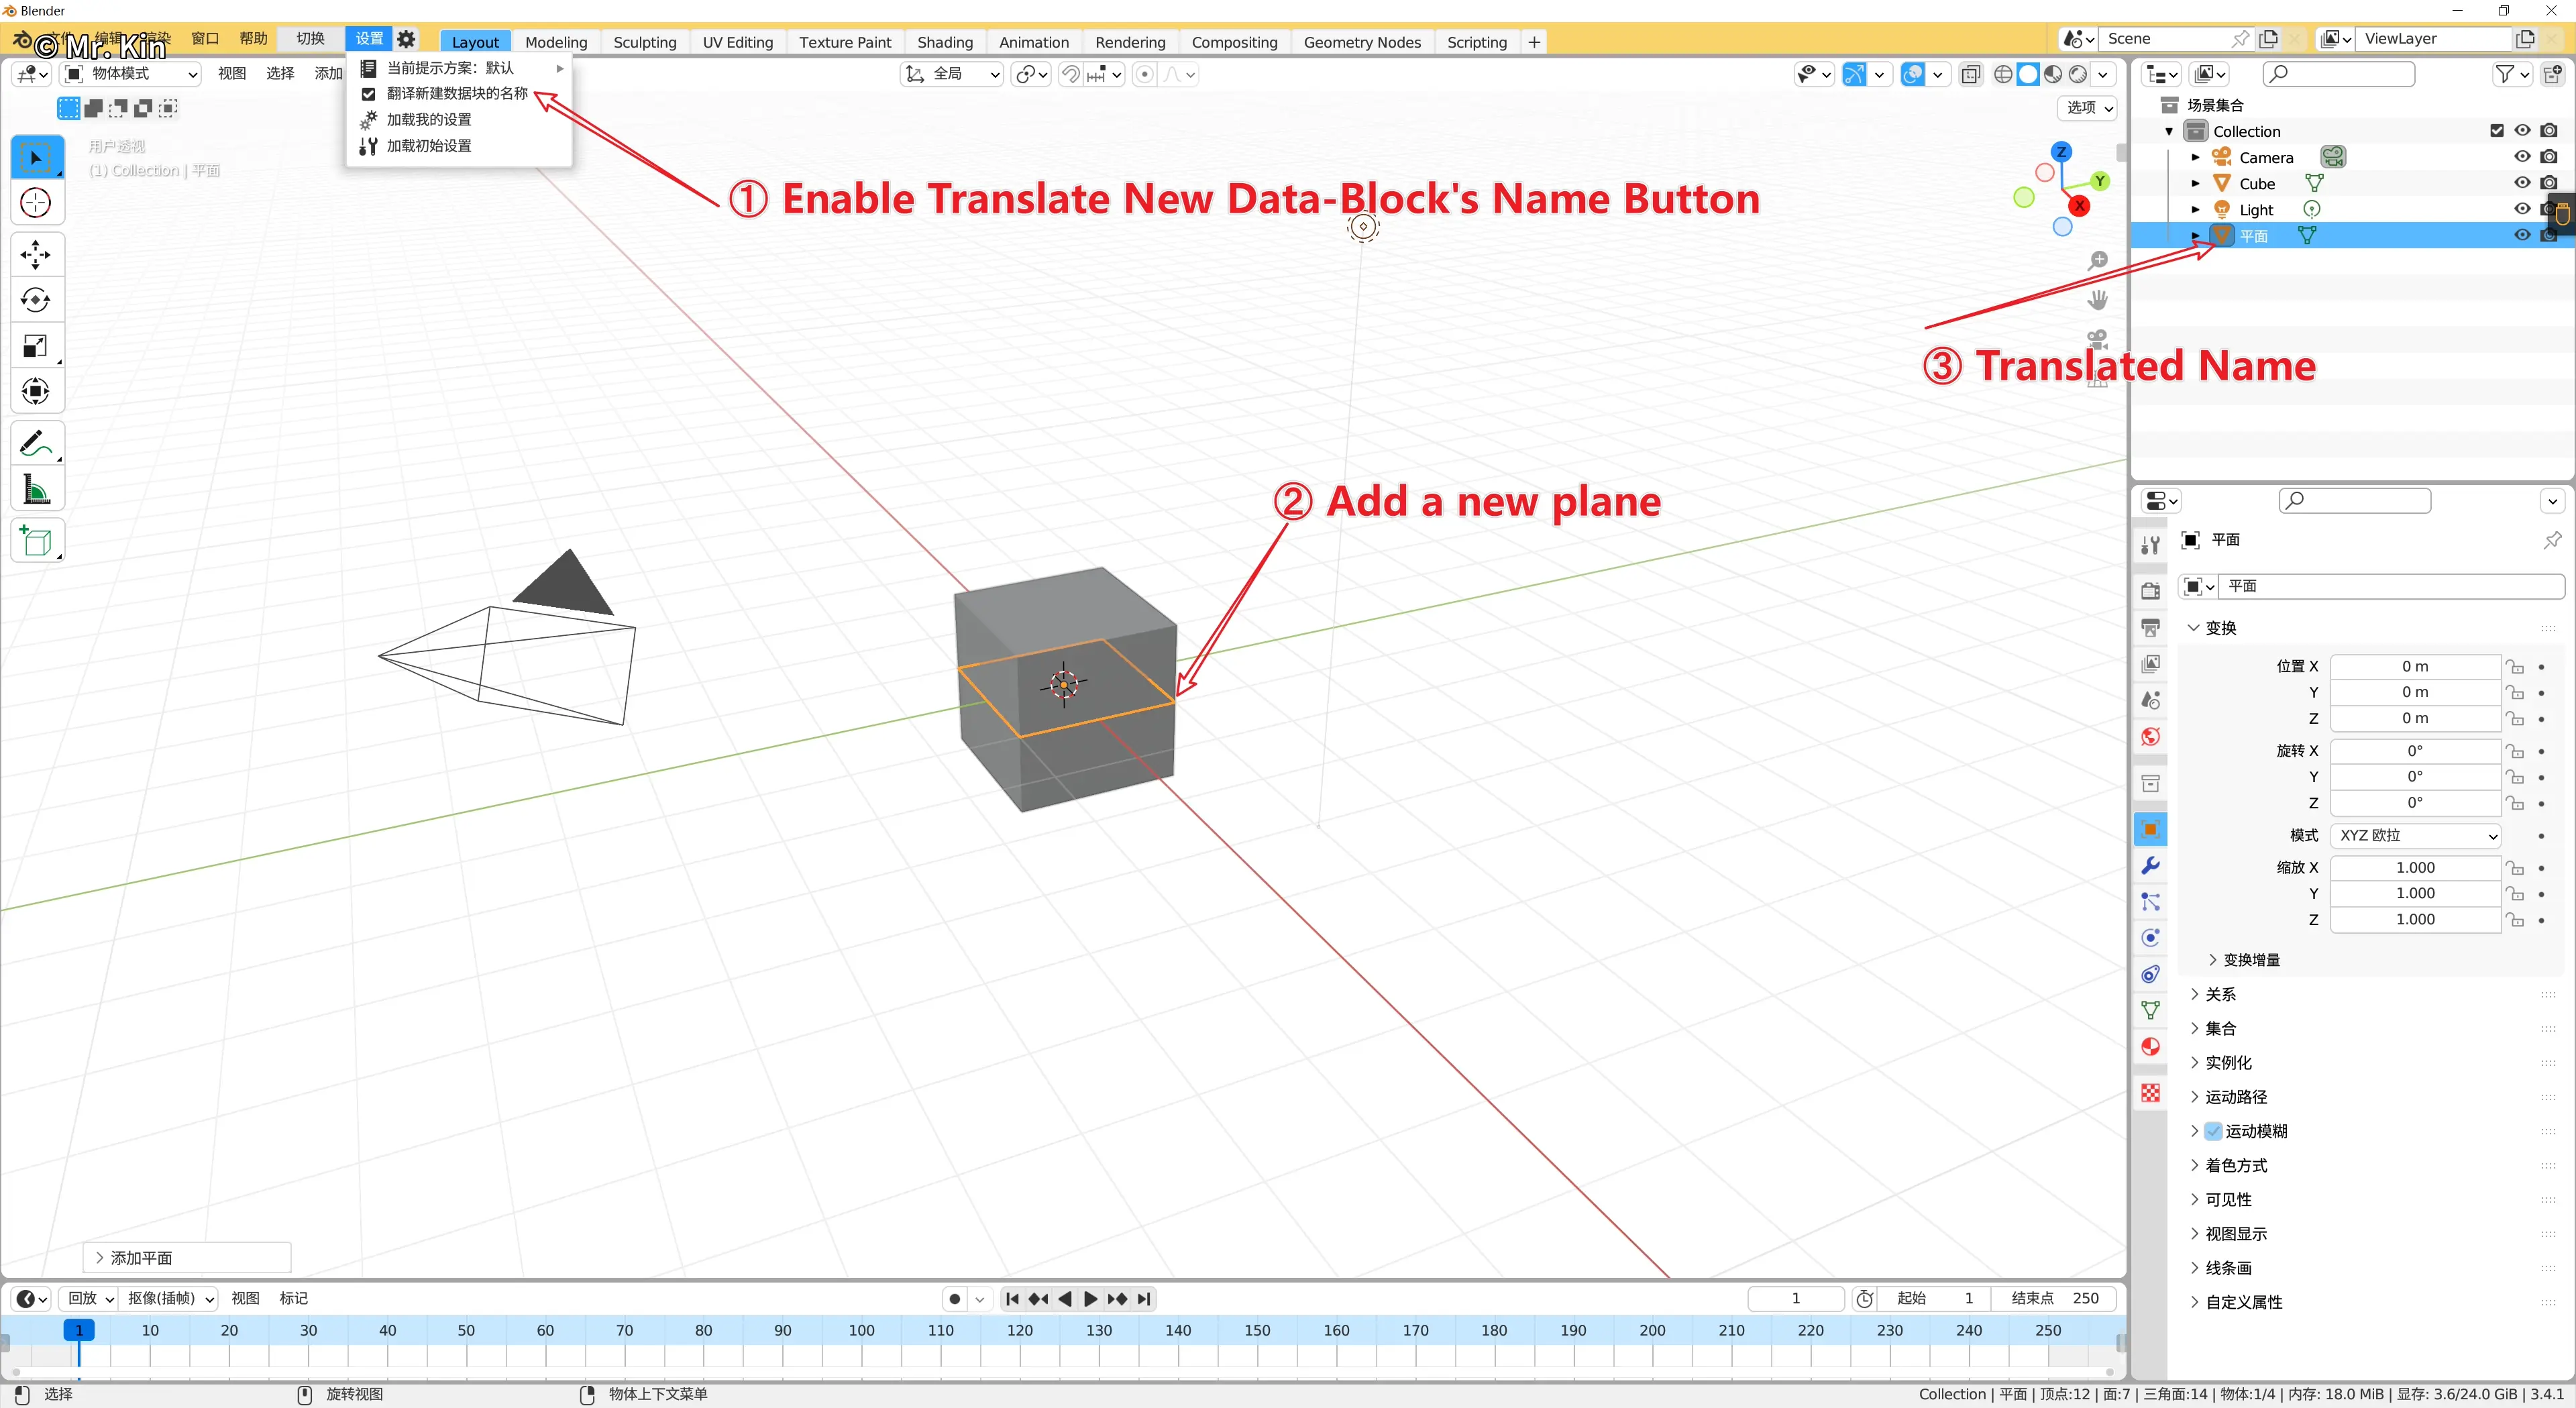 Blender
© Mr. Kin
窗口 帮助 切换 设置
Layout Modeling Sculpting UV Editing Texture Paint Shading Animation Rendering Compositing Geometry Nodes Scripting +
Scene
ViewLayer
物体模式 视图 选择 添加
全局
选项
当前提示方案：默认
翻译新建数据块的名称
加载我的设置
加载初始设置
用户透视
(1) Collection | 平面
① Enable Translate New Data-Block's Name Button
② Add a new plane
③ Translated Name
Z
Y
X
场景集合
Collection
Camera
Cube
Light
平面
平面
平面
变换
位置 X 0 m
Y 0 m
Z 0 m
旋转 X 0°
Y 0°
Z 0°
模式 XYZ 欧拉
缩放 X 1.000
Y 1.000
Z 1.000
变换增量
关系
集合
实例化
运动路径
运动模糊
着色方式
可见性
视图显示
线条画
自定义属性
添加平面
回放 抠像(插帧) 视图 标记
1 起始 1 结束点 250
1 10 20 30 40 50 60 70 80 90 100 110 120 130 140 150 160 170 180 190 200 210 220 230 240 250
选择 旋转视图 物体上下文菜单
Collection | 平面 | 顶点:12 | 面:7 | 三角面:14 | 物体:1/4 | 内存: 18.0 MiB | 显存: 3.6/24.0 GiB | 3.4.1